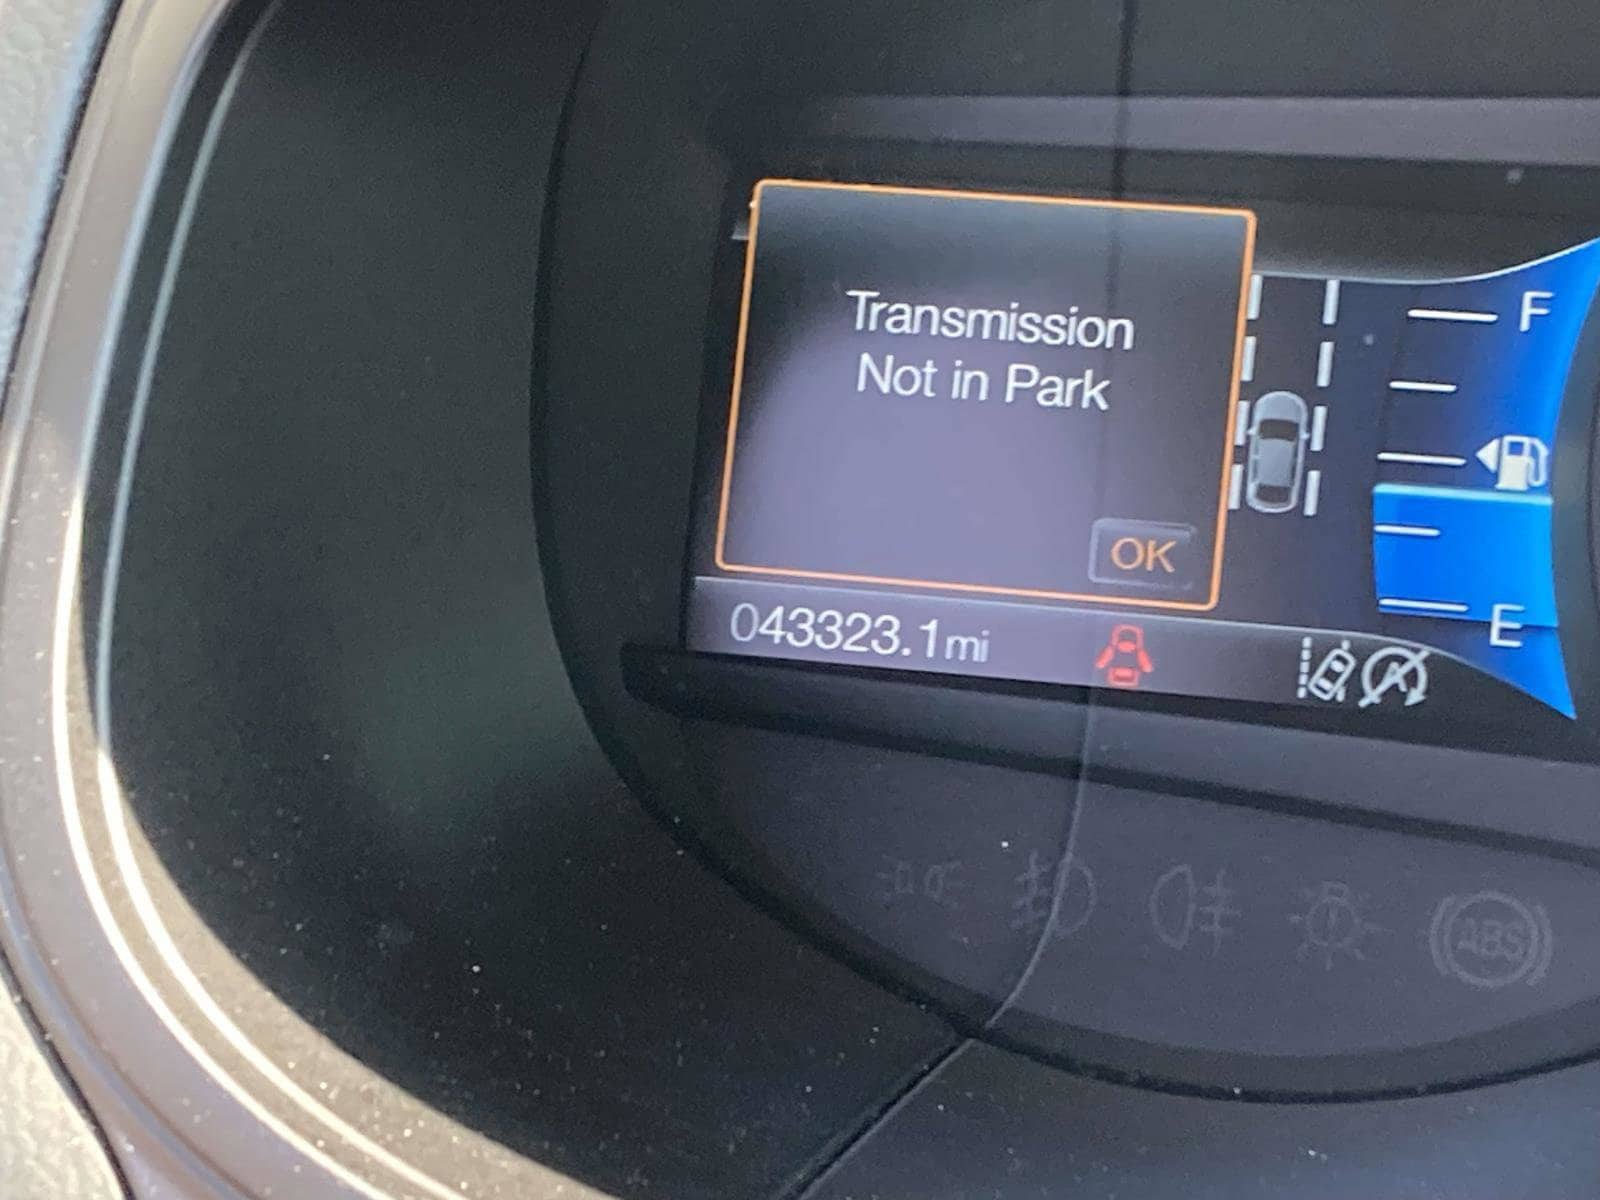 Transmission
Not in Park
OK
043323.1mi
F
E
A
ABS